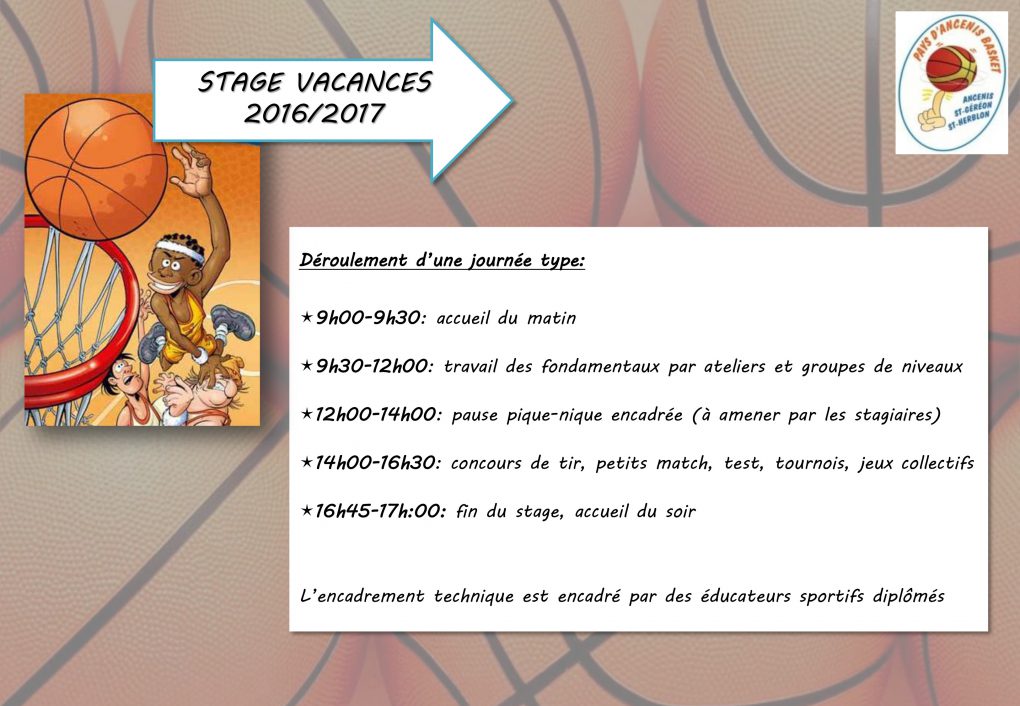 STAGE VACANCES
2016/2017
PAYS D'ANCENIS BASKET
ANCENIS
ST-GÉRÉON
ST-HERBLON
Déroulement d'une journée type:
★9h00-9h30: accueil du matin
★9h30-12h00: travail des fondamentaux par ateliers et groupes de niveaux
★12h00-14h00: pause pique-nique encadrée (à amener par les stagiaires)
★14h00-16h30: concours de tir, petits match, test, tournois, jeux collectifs
★16h45-17h:00: fin du stage, accueil du soir
L'encadrement technique est encadré par des éducateurs sportifs diplômés